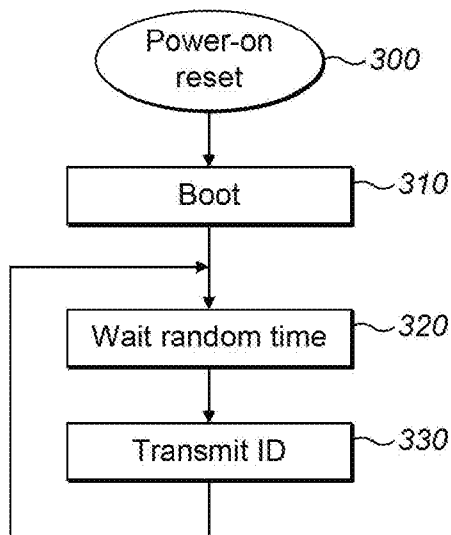 Power-on
reset
300
Boot
310
Wait random time
320
Transmit ID
330